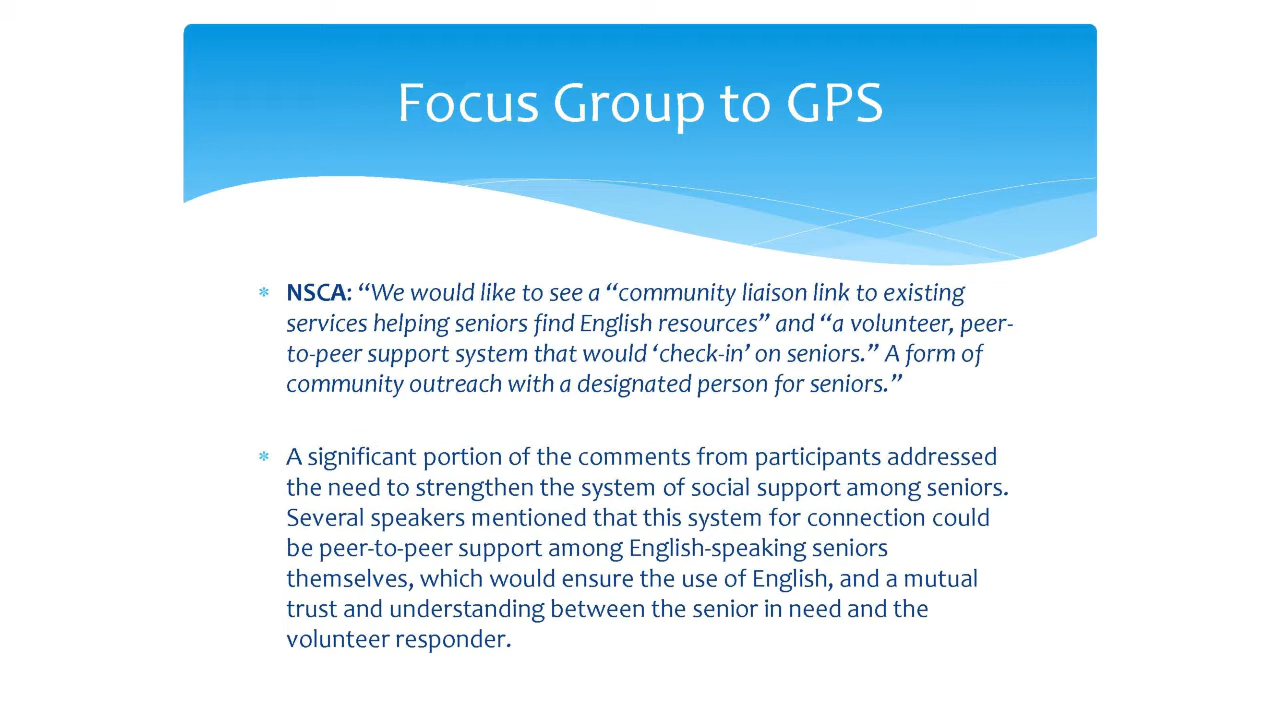 Focus Group to GPS
* NSCA: “We would like to see a “community liaison link to existing
services helping seniors find English resources” and “a volunteer, peer-
to-peer support system that would ‘check-in’ on seniors.” A form of
community outreach with a designated person for seniors.”
* A significant portion of the comments from participants addressed
the need to strengthen the system of social support among seniors.
Several speakers mentioned that this system for connection could
be peer-to-peer support among English-speaking seniors
themselves, which would ensure the use of English, and a mutual
trust and understanding between the senior in need and the
volunteer responder.